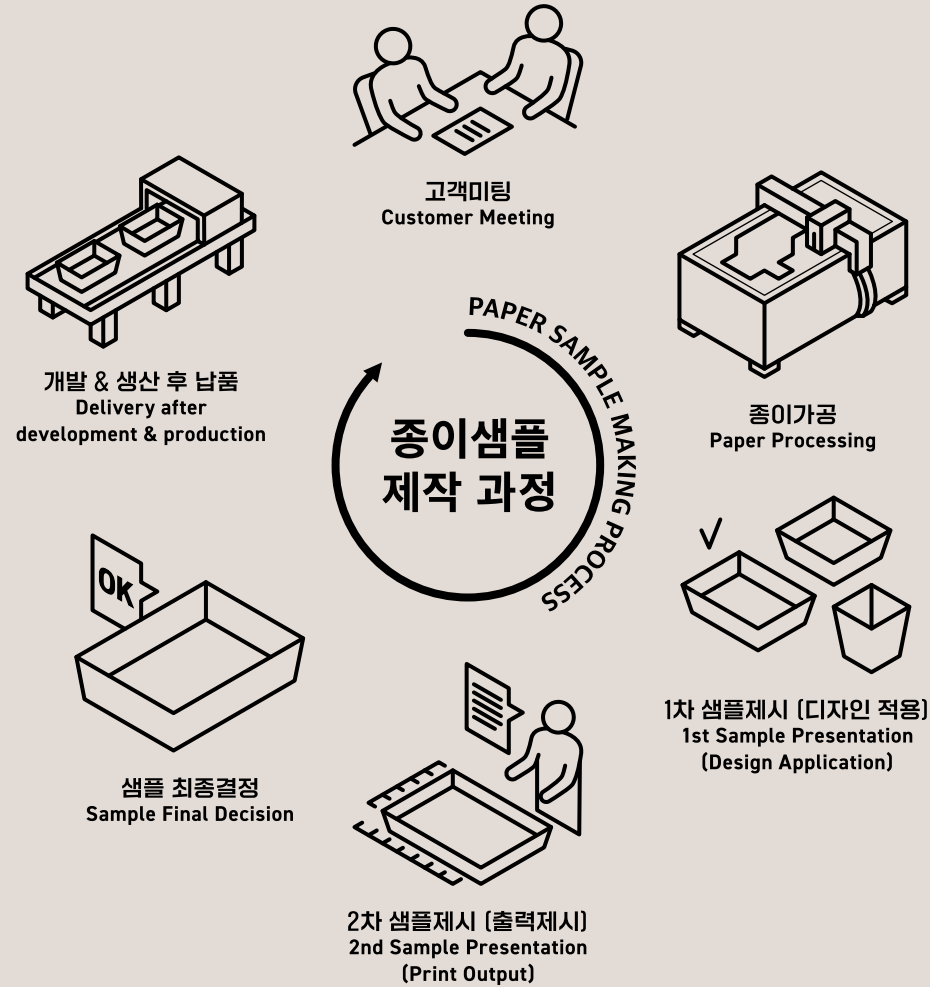 고객미팅
Customer Meeting
종이가공
Paper Processing
1차 샘플제시 (디자인 적용)
1st Sample Presentation
(Design Application)
2차 샘플제시 (출력제시)
2nd Sample Presentation
(Print Output)
OK
샘플 최종결정
Sample Final Decision
개발 & 생산 후 납품
Delivery after
development & production
PAPER SAMPLE MAKING PROCESS
종이샘플
제작 과정